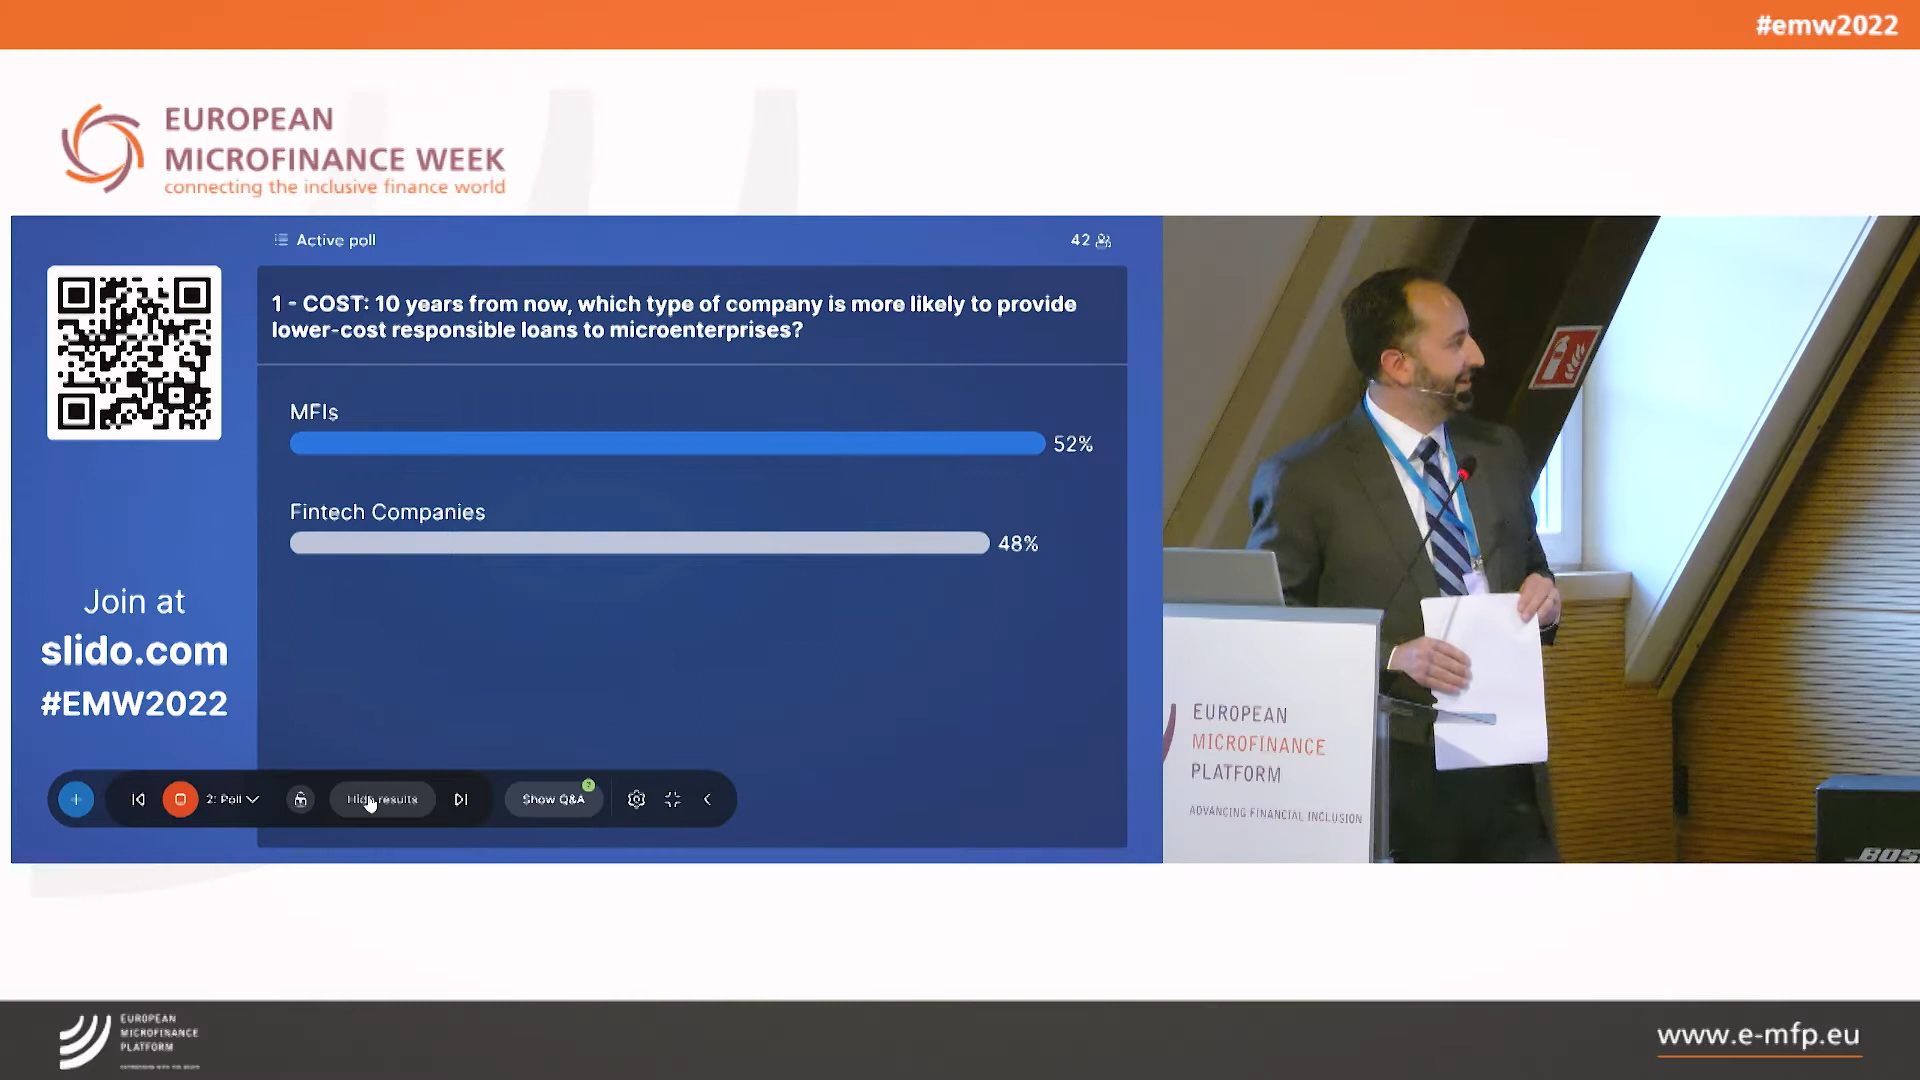 #emw2022
EUROPEAN
MICROFINANCE WEEK
connecting the inclusive finance world
Active poll
42
1 - COST: 10 years from now, which type of company is more likely to provide
lower-cost responsible loans to microenterprises?
MFIs
52%
Fintech Companies
48%
Join at
slido.com
#EMW2022
2: Poll
Hide results
Show Q&A
EUROPEAN
MICROFINANCE
PLATFORM
ADVANCING FINANCIAL INCLUSION
BOS
EUROPEAN
MICROFINANCE
PLATFORM
www.e-mfp.eu